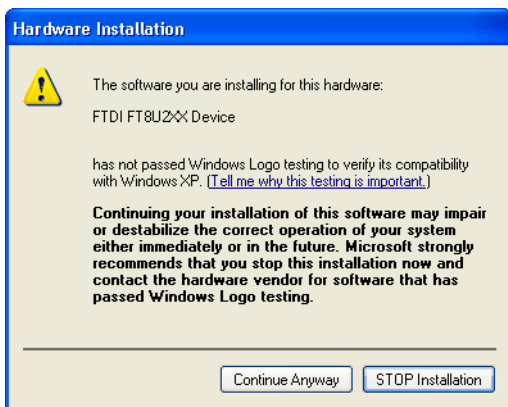 Hardware Installation
The software you are installing for this hardware:
FTDI FT8U2XX Device
has not passed Windows Logo testing to verify its compatibility
with Windows XP. (Tell me why this testing is important.)
Continuing your installation of this software may impair
or destabilize the correct operation of your system
either immediately or in the future. Microsoft strongly
recommends that you stop this installation now and
contact the hardware vendor for software that has
passed Windows Logo testing.
Continue Anyway STOP Installation